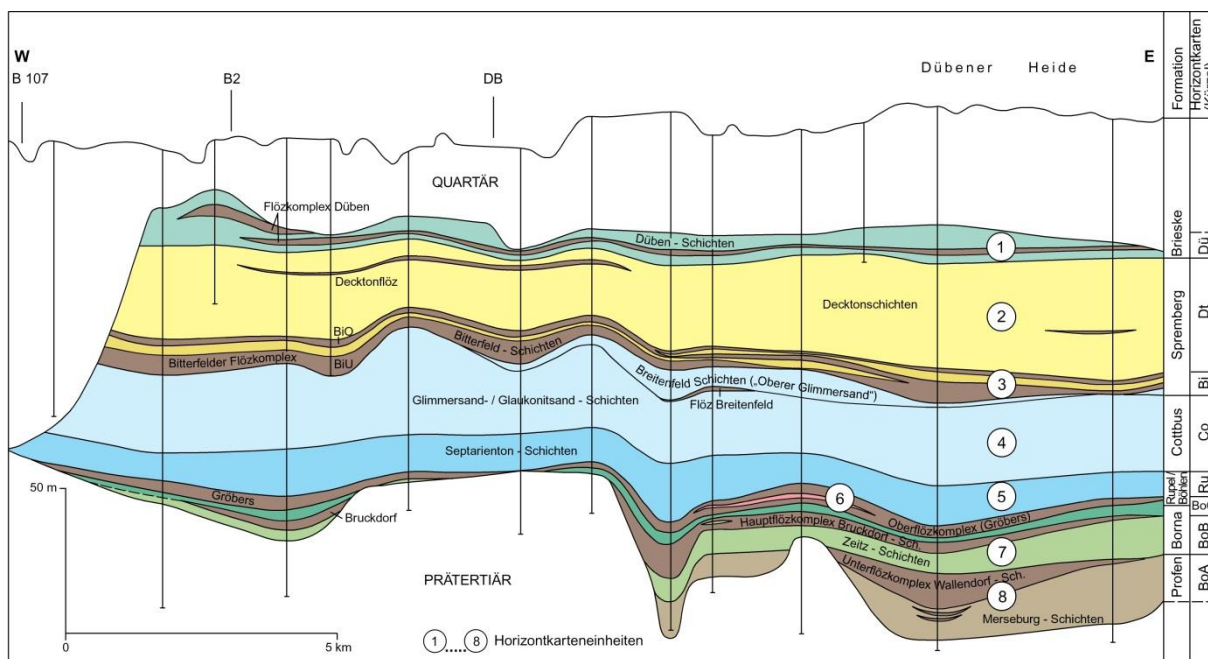 W
E
B 107
B2
DB
Dübener Heide
Formation
Horizontkarten
QUARTÄR
Flözkomplex Düben
Düben - Schichten
1
Brieske
Dü
Decktonflöz
Decktonschichten
2
Spremberg
Dt
BiO
Bitterfelder Flözkomplex
BiU
Bitterfeld - Schichten
3
Bi
Breitenfeld Schichten („Oberer Glimmersand")
Flöz Breitenfeld
Glimmersand- / Glaukonitsand - Schichten
4
Cottbus
Co
Septarienton - Schichten
5
Rupel /
Böhlen
Ru
50 m
Gröbers
Bruckdorf
6
Oberflözkomplex (Gröbers)
Hauptflözkomplex Bruckdorf - Sch.
Zeitz - Schichten
7
Borna
BoB
Unterflözkomplex Wallendorf - Sch.
8
Profen
BoA
Merseburg - Schichten
PRÄTERTIÄR
0
5 km
1 ..... 8 Horizontkarteneinheiten